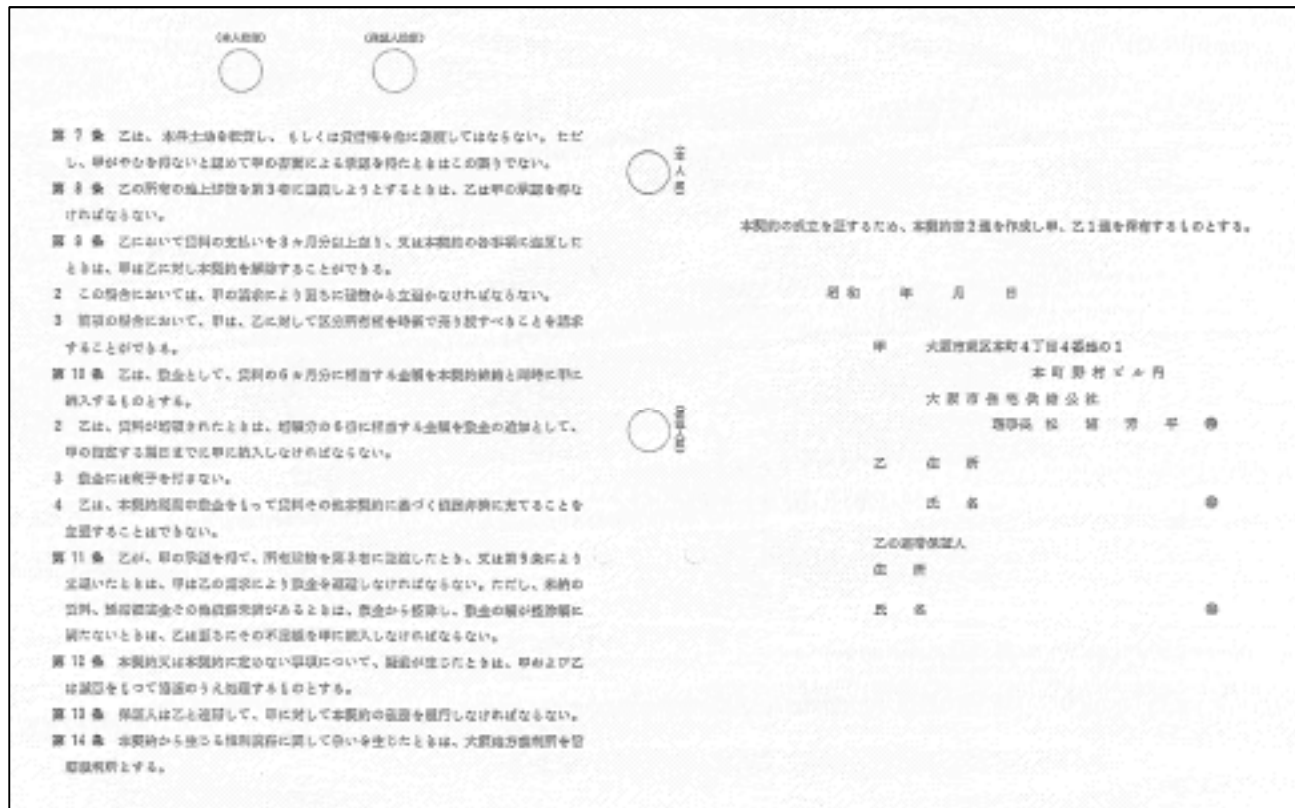 (本人捨印)
(保証人捨印)
第 7 条 乙は、本件土地を転貸し、もしくは賃借権を他に譲渡してはならない。ただ
し、甲がやむを得ないと認めて甲の書面による承認を得たときはこの限りでない。
第 8 条 乙の所有の地上建物を第3者に譲渡しようとするときは、乙は甲の承認を得な
ければならない。
第 9 条 乙において賃料の支払いを3ヵ月分以上怠り、又は本契約の各事項に違反した
ときは、甲は乙に対し本契約を解除することができる。
2 この場合においては、甲の請求により直ちに建物から立退かなければならない。
3 前項の場合において、甲は、乙に対して区分所有権を時価で売り渡すべきことを請求
することができる。
第 10 条 乙は、敷金として、賃料の6ヵ月分に相当する金額を本契約締結と同時に甲に
納入するものとする。
2 乙は、賃料が増額されたときは、増額分の6倍に相当する金額を敷金の追加として、
甲の指定する期日までに甲に納入しなければならない。
3 敷金には利子を付さない。
4 乙は、本契約期間中敷金をもって賃料その他本契約に基づく債務弁済に充てることを
主張することはできない。
第 11 条 乙が、甲の承認を得て、所有建物を第3者に譲渡したとき、又は第9条により
立退いたときは、甲は乙の請求により敷金を返還しなければならない。ただし、未納の
賃料、損害賠償金その他債務未済があるときは、敷金から控除し、敷金の額が控除額に
満たないときは、乙は直ちにその不足額を甲に納入しなければならない。
第 12 条 本契約又は本契約に定めない事項について、疑義が生じたときは、甲および乙
は誠意をもつて協議のうえ処理するものとする。
第 13 条 保証人は乙と連帯して、甲に対して本契約の義務を履行しなければならない。
第 14 条 本契約から生じる権利義務に関して争いを生じたときは、大阪地方裁判所を管
轄裁判所とする。
(本人印)
(保証人印)
本契約の成立を証するため、本契約書2通を作成し甲、乙1通を保有するものとする。
昭和 年 月 日
甲 大阪市東区本町4丁目4番地の1
本町野村ビル内
大阪市住宅供給公社
理事長 松 平 ㊞
乙 住 所
氏 名 ㊞
乙の連帯保証人
住 所
氏 名 ㊞